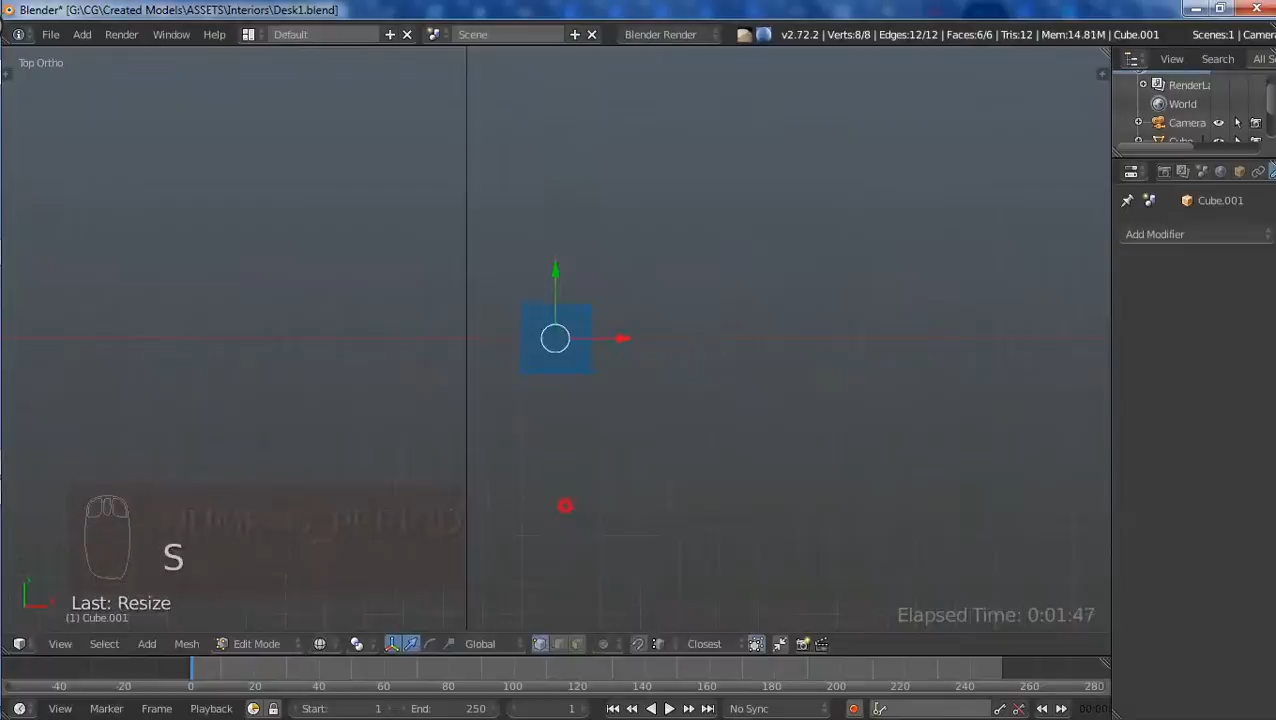 Blender* [G:\CG\Created Models\ASSETS\Interiors\Desk1.blend]
File Add Render Window Help Default Scene Blender Render v2.72.2 | Verts:8/8 | Edges:12/12 | Faces:6/6 | Tris:12 | Mem:14.81M | Cube.001 Scenes:1 | Camera
Top Ortho
View Search All S
RenderLa
World
Camera
Cube
Cube.001
Add Modifier
S
Last: Resize
(1) Cube.001
Elapsed Time: 0:01:47
View Select Add Mesh Edit Mode Global Closest
-40 -20 0 20 40 60 80 100 120 140 160 180 200 220 240 260 280
View Marker Frame Playback Start: 1 End: 250 1 No Sync